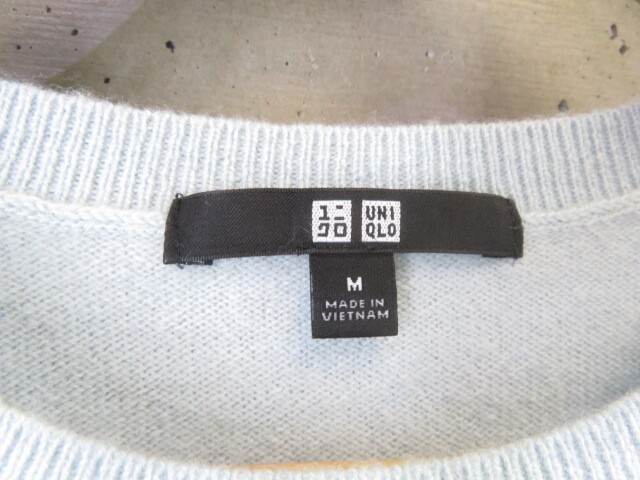 ユニ UNI
クロ QLO
M
MADE IN
VIETNAM